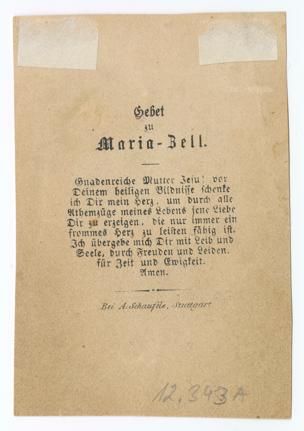 Gebet
zu
Maria-Zell.
Gnadenreiche Mutter Jesu! vor
Deinem heiligen Bildnisse schenke
ich Dir mein Herz, um durch alle
Athemzüge meines Lebens jene Liebe
Dir zu erzeigen, die nur immer ein
frommes Herz zu leisten fähig ist.
Ich übergebe mich Dir mit Leib und
Seele, durch Freuden und Leiden.
für Zeit und Ewigkeit.
Amen.
Bei A. Schaufele, Stuttgart
12.343A